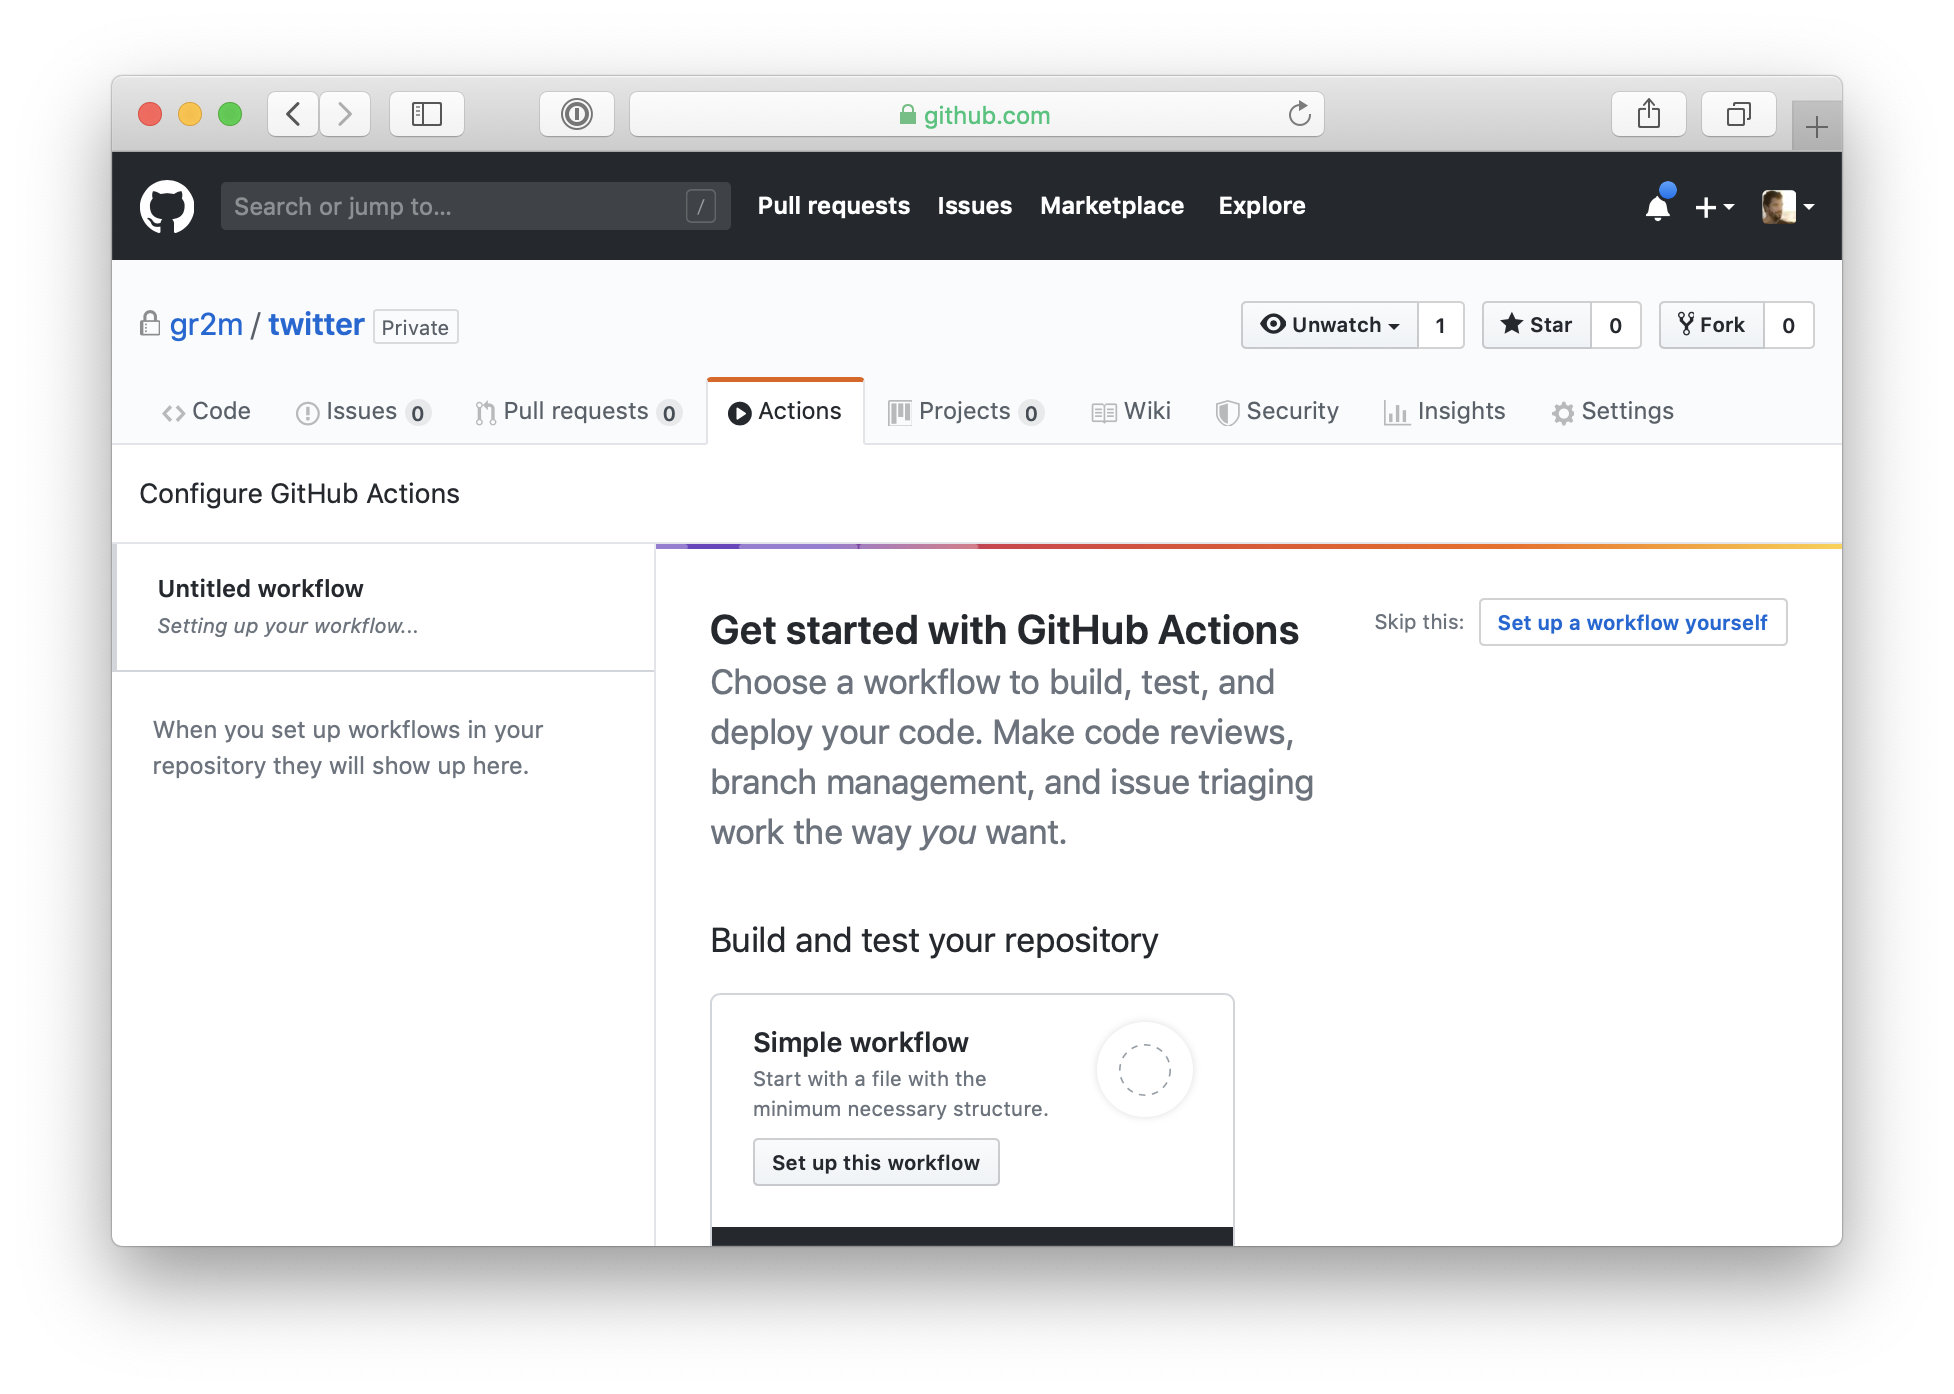 github.com
Search or jump to...
/
Pull requests
Issues
Marketplace
Explore
gr2m / twitter
Private
Unwatch
1
Star
0
Fork
0
Code
Issues 0
Pull requests 0
Actions
Projects 0
Wiki
Security
Insights
Settings
Configure GitHub Actions
Untitled workflow
Setting up your workflow...
When you set up workflows in your
repository they will show up here.
Get started with GitHub Actions
Skip this:
Set up a workflow yourself
Choose a workflow to build, test, and
deploy your code. Make code reviews,
branch management, and issue triaging
work the way you want.
Build and test your repository
Simple workflow
Start with a file with the
minimum necessary structure.
Set up this workflow